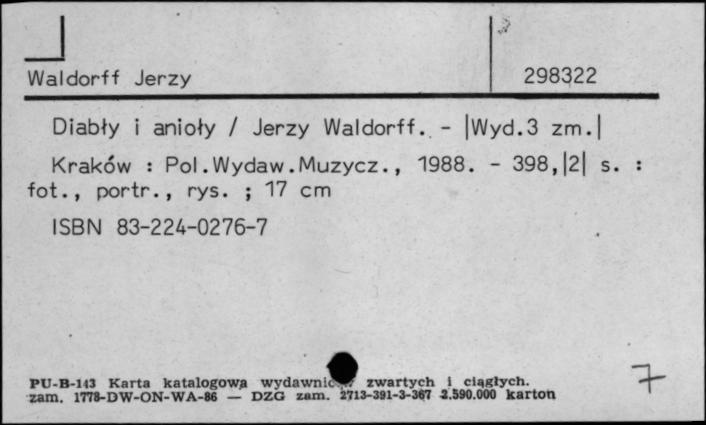 Waldorff Jerzy
298322
Diabły i anioły / Jerzy Waldorff. - |Wyd.3 zm.|
Kraków : Pol.Wydaw.Muzycz., 1988. - 398,|2| s. :
fot., portr., rys. ; 17 cm
ISBN 83-224-0276-7
7
PU-B-143 Karta katalogowa zwartych i ciągłych.
zam. 1778-DW-ON-WA-86 — DZG zam. 2713-391-3-367 2.590.000 karton